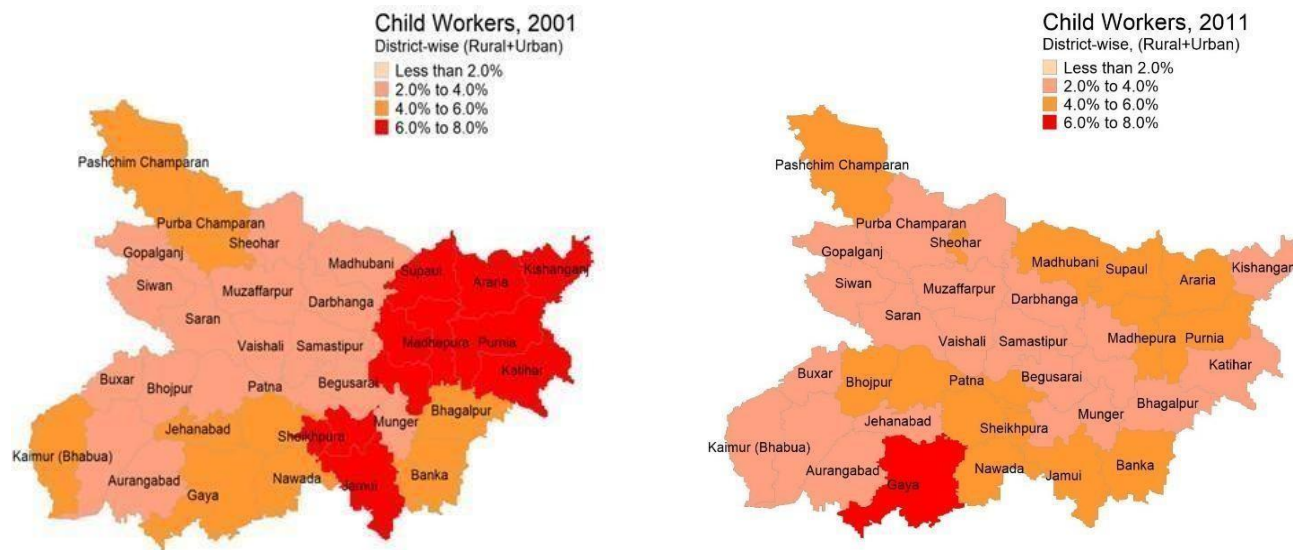 Child Workers, 2001
District-wise (Rural+Urban)
Less than 2.0%
2.0% to 4.0%
4.0% to 6.0%
6.0% to 8.0%
Pashchim Champaran
Purba Champaran
Sheohar
Gopalganj
Madhubani
Supaul
Araria
Kishanganj
Siwan
Muzaffarpur
Darbhanga
Saran
Madhepura
Purnia
Vaishali
Samastipur
Katihar
Buxar
Bhojpur
Patna
Begusarai
Bhagalpur
Munger
Jehanabad
Sheikhpura
Kaimur (Bhabua)
Aurangabad
Gaya
Nawada
Jamui
Banka
Child Workers, 2011
District-wise, (Rural+Urban)
Less than 2.0%
2.0% to 4.0%
4.0% to 6.0%
6.0% to 8.0%
Pashchim Champaran
Purba Champaran
Sheohar
Gopalganj
Madhubani
Supaul
Araria
Kishangan
Siwan
Muzaffarpur
Darbhanga
Saran
Madhepura
Purnia
Vaishali
Samastipur
Katihar
Buxar
Bhojpur
Patna
Begusarai
Bhagalpur
Munger
Jehanabad
Sheikhpura
Kaimur (Bhabua)
Aurangabad
Gaya
Nawada
Jamui
Banka